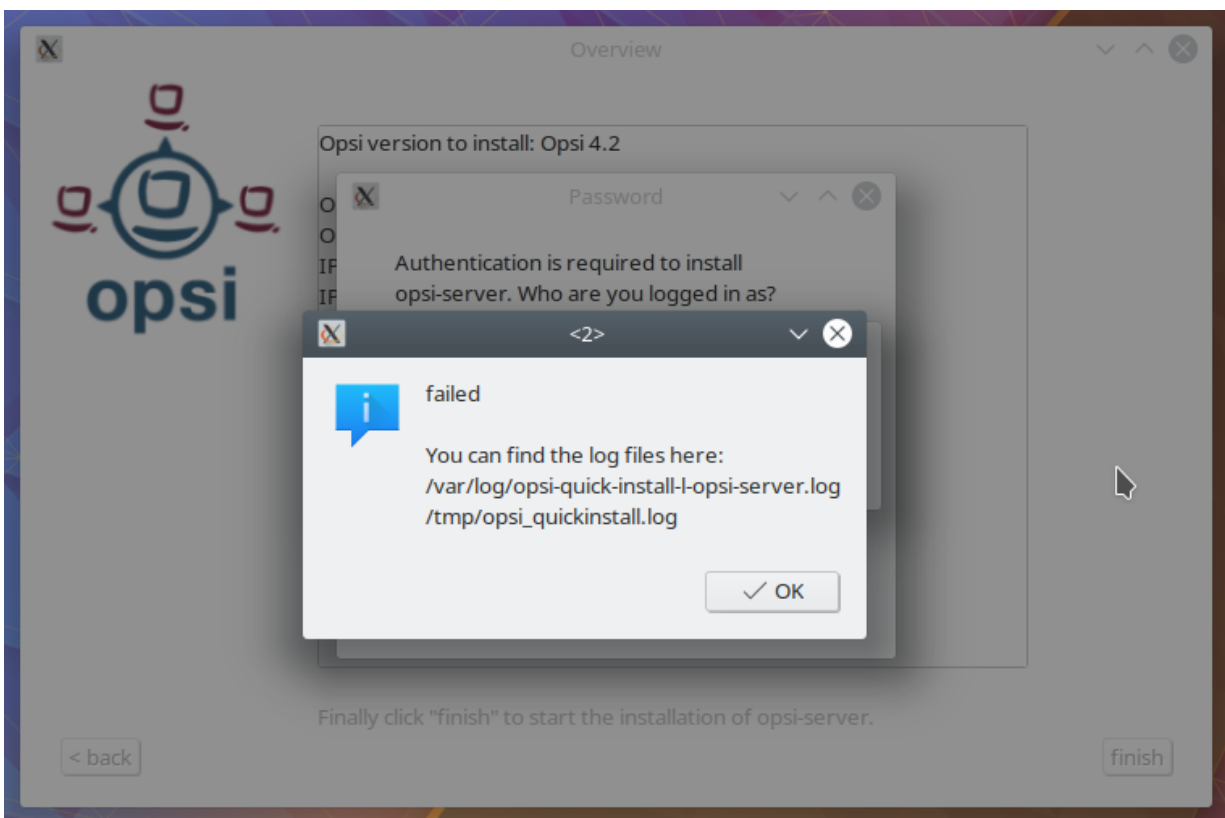 Overview
opsi
Opsi version to install: Opsi 4.2
O
O
IP
IP
Password
Authentication is required to install
opsi-server. Who are you logged in as?
<2>
failed
You can find the log files here:
/var/log/opsi-quick-install-l-opsi-server.log
/tmp/opsi_quickinstall.log
OK
Finally click "finish" to start the installation of opsi-server.
< back
finish